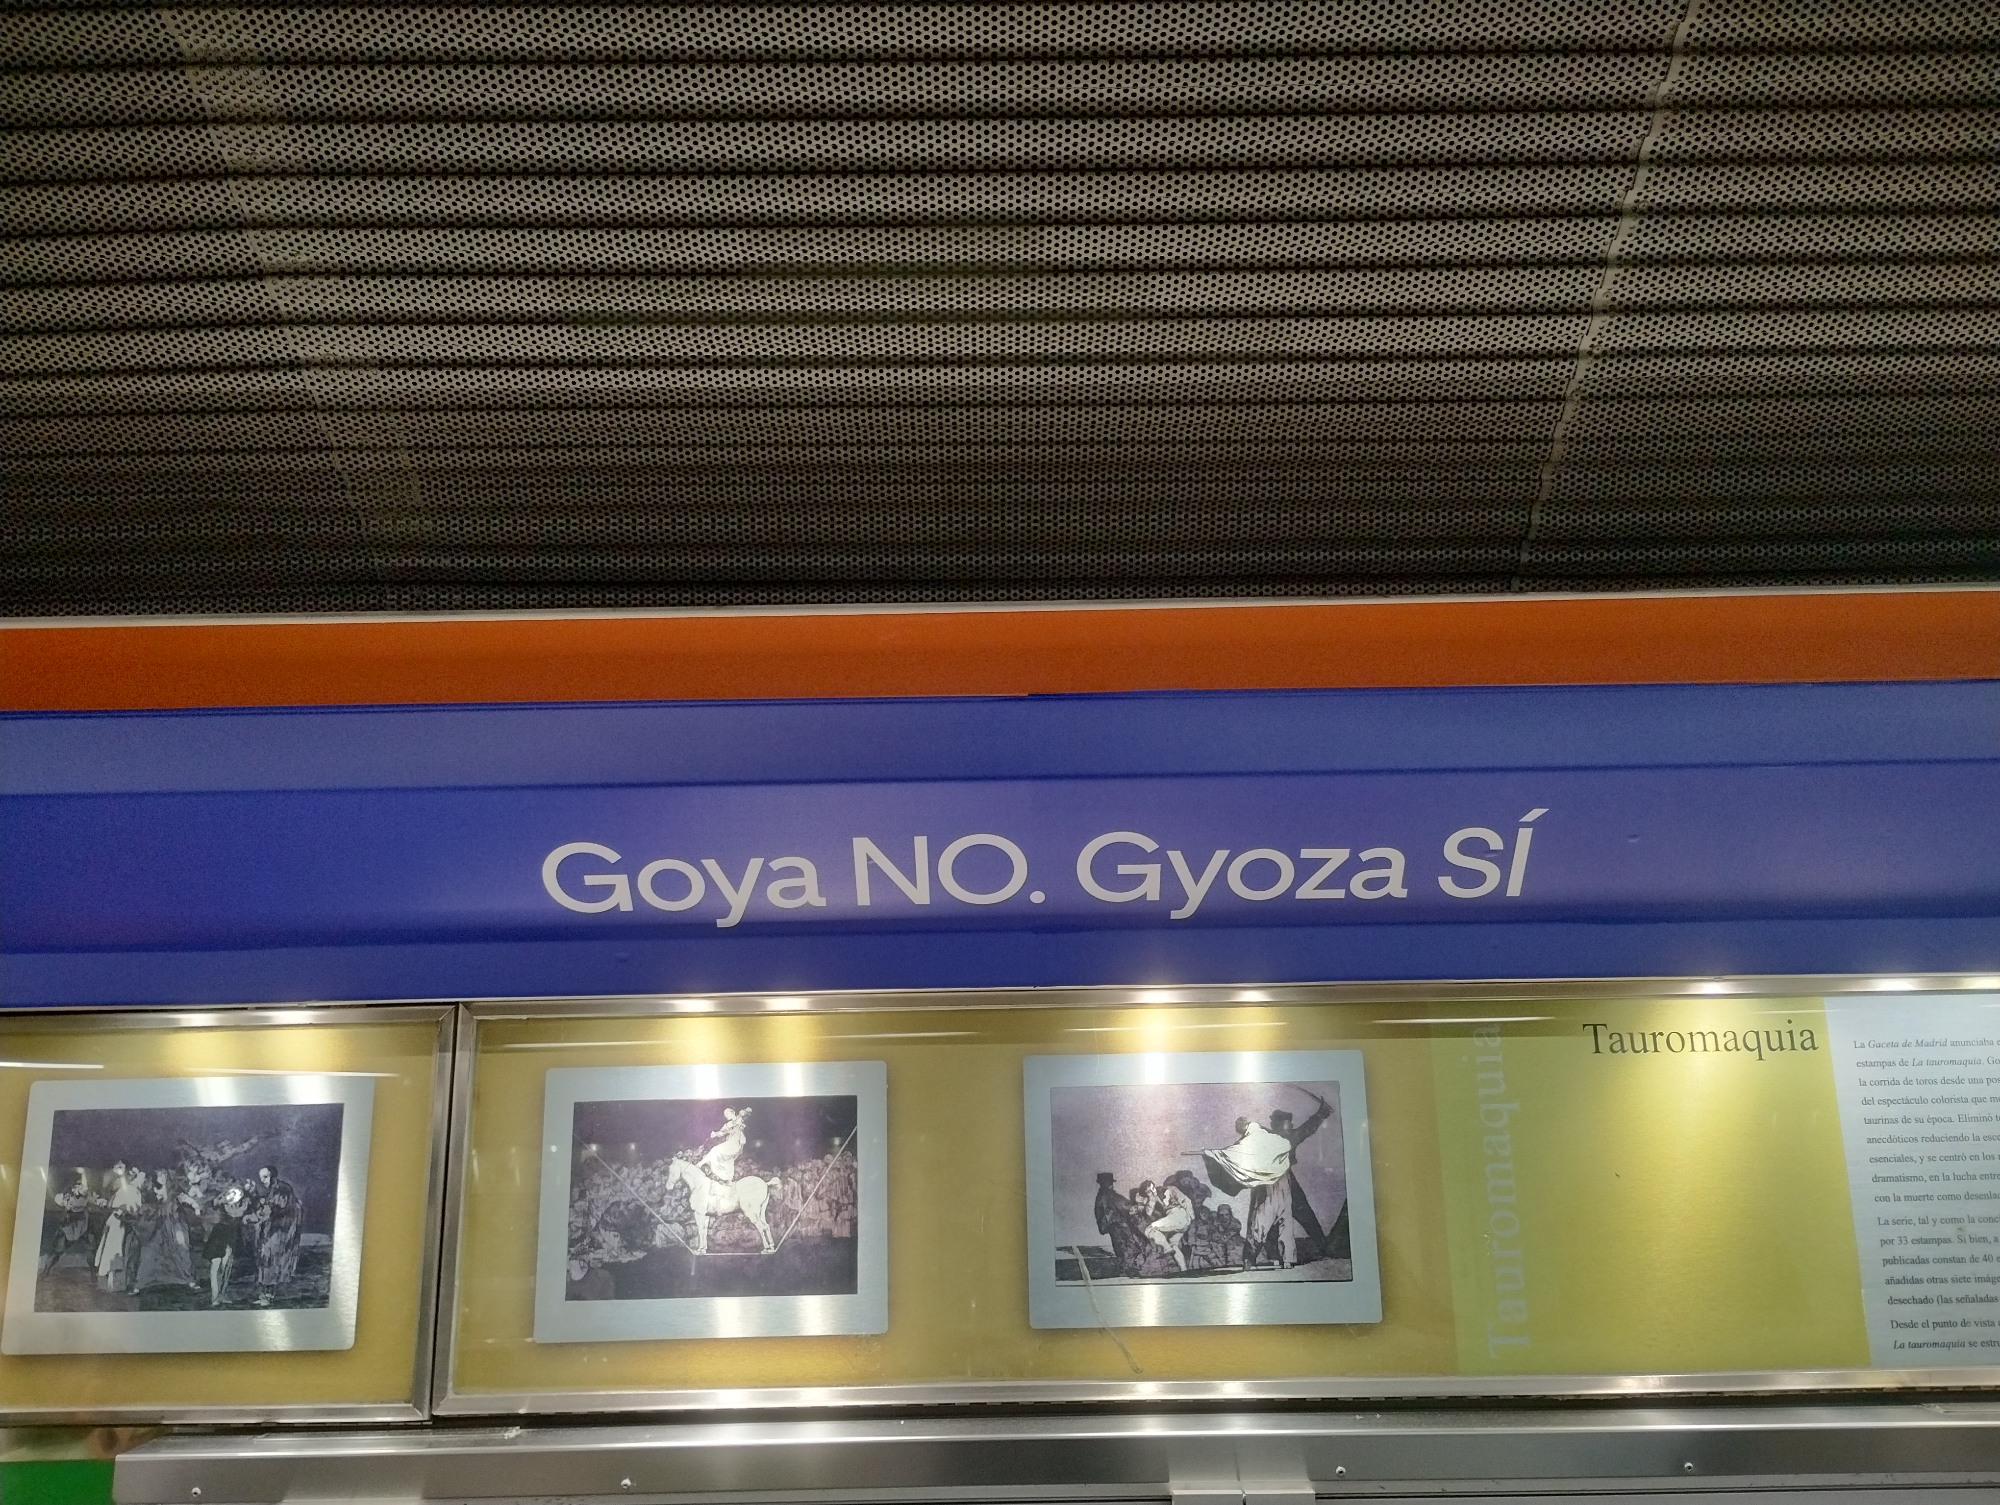 Goya NO. Gyoza SÍ
Tauromaquia
Tauromaquia
La Gaceta de Madrid anunciaba
estampas de La tauromaquia. Go
la corrida de toros desde una pos
del espectáculo colorista que m
taurinas de su época. Eliminó t
anecdóticos reduciendo la esc
esenciales, y se centró en los
dramatismo, en la lucha entre
con la muerte como desenlac
La serie, tal y como la conc
por 33 estampas. Si bien, a
publicadas constan de 40 e
añadidas otras siete imáge
desechado (las señaladas
Desde el punto de vista
La tauromaquia se estru